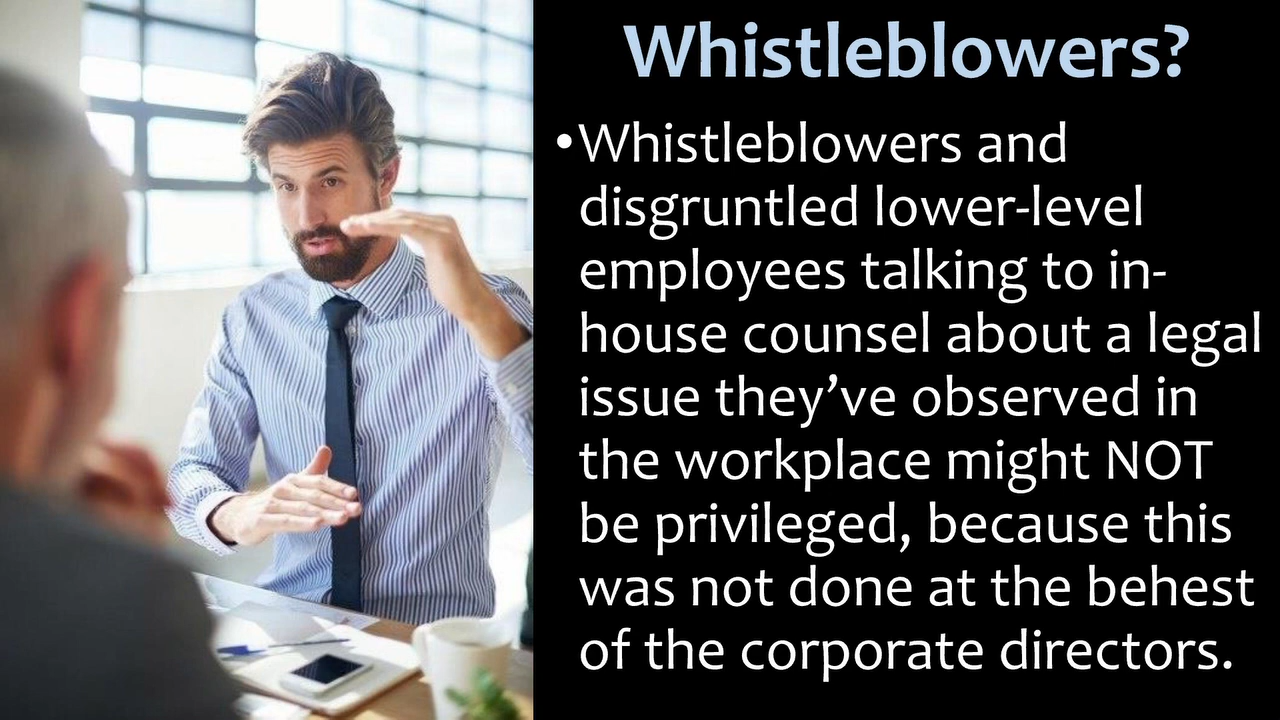 Whistleblowers?
•Whistleblowers and
disgruntled lower-level
employees talking to in-
house counsel about a legal
issue they’ve observed in
the workplace might NOT
be privileged, because this
was not done at the behest
of the corporate directors.